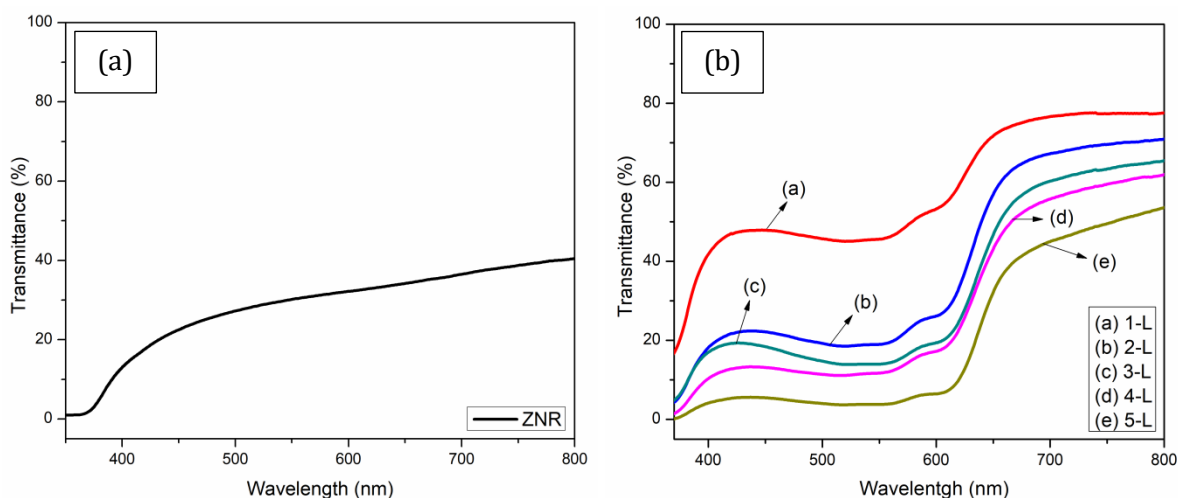 (a)
100
80
60
40
20
0
Transmittance (%)
400 500 600 700 800
Wavelength (nm)
ZNR
(b)
100
80
60
40
20
0
Transmittance (%)
(a)
(b)
(c)
(d)
(e)
(a) 1-L
(b) 2-L
(c) 3-L
(d) 4-L
(e) 5-L
400 500 600 700 800
Wavelentgh (nm)